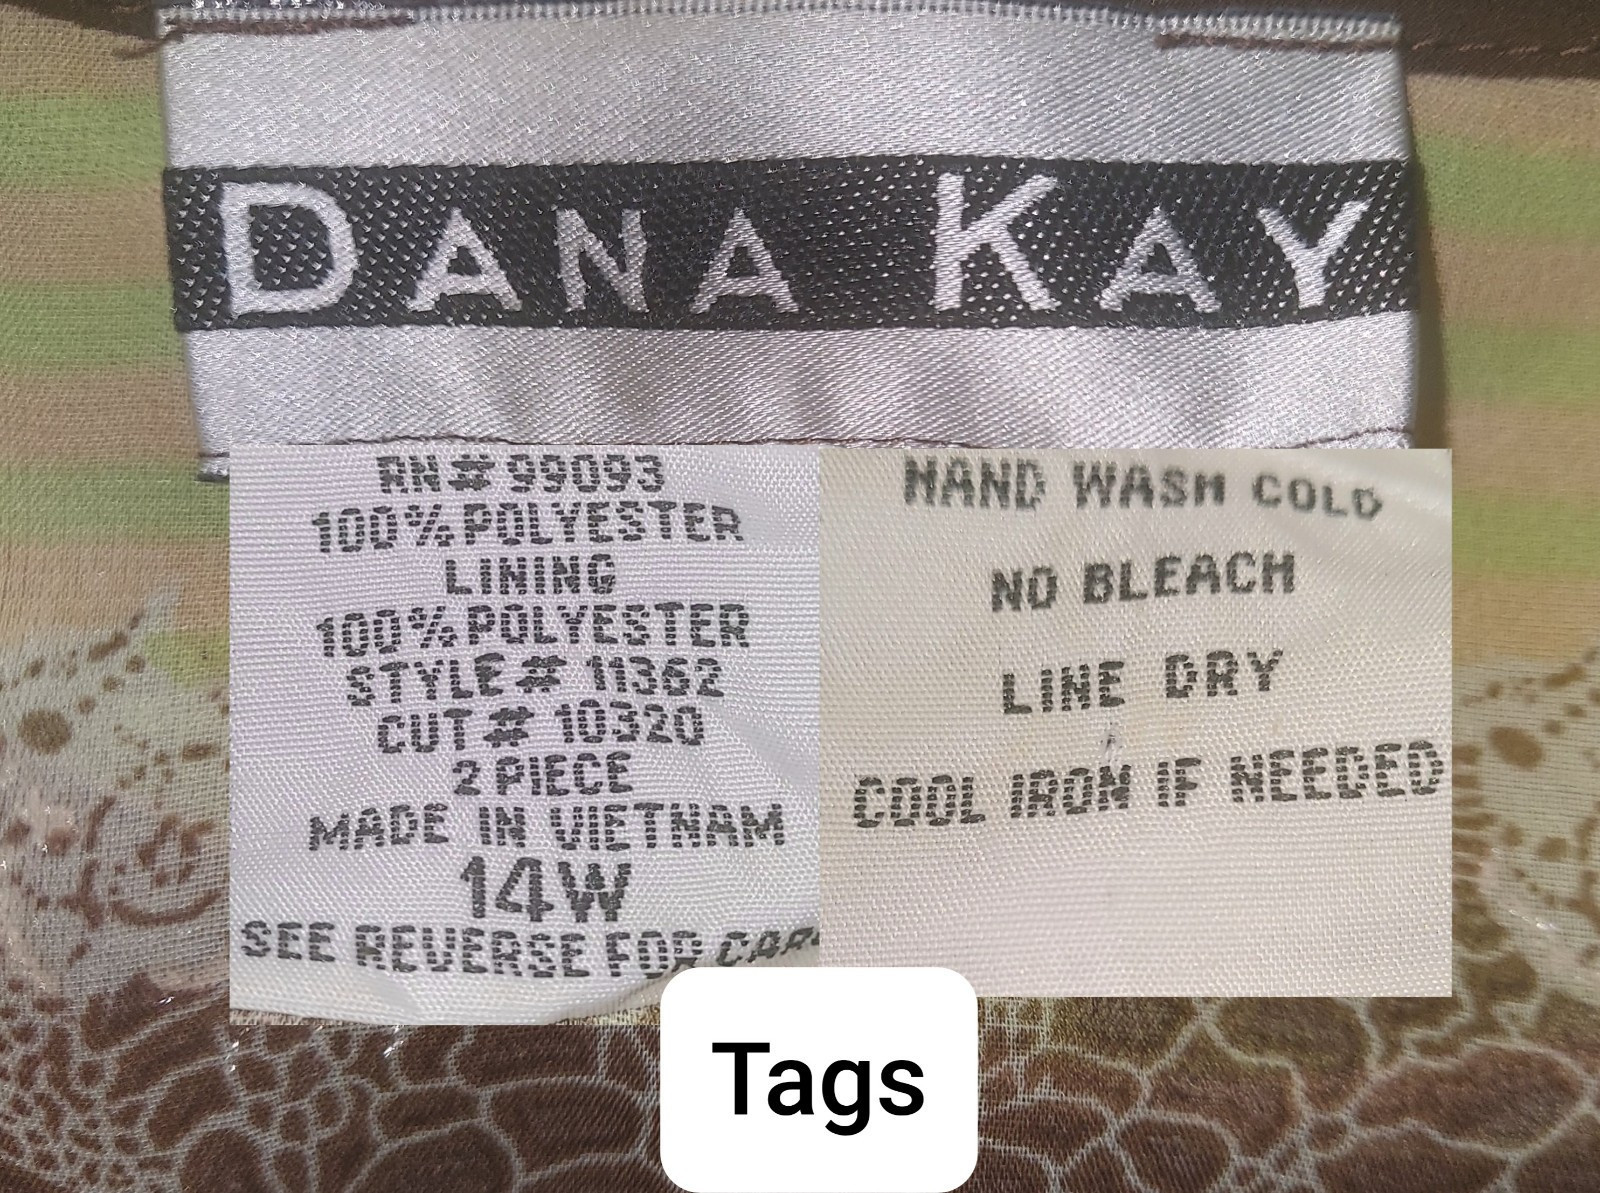 DANA KAY
RN# 99093
100% POLYESTER
LINING
100% POLYESTER
STYLE# 11362
CUT# 10320
2 PIECE
MADE IN VIETNAM
14W
SEE REVERSE FOR CARE
HAND WASH COLD
NO BLEACH
LINE DRY
COOL IRON IF NEEDED
Tags